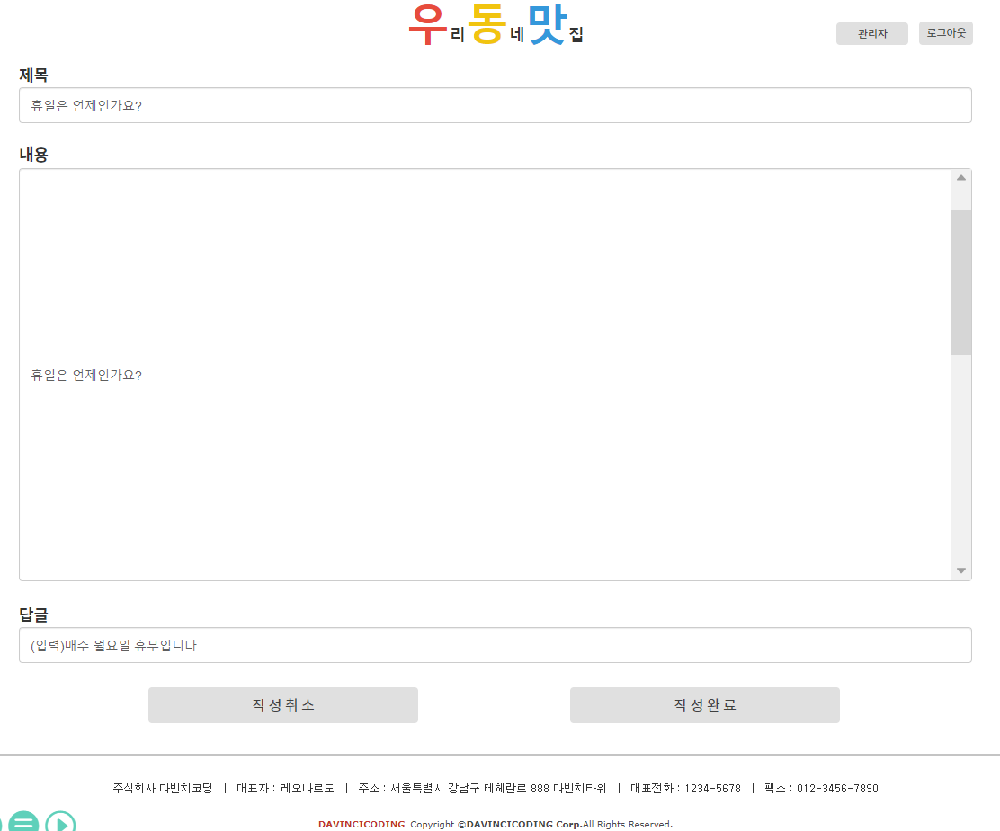 우리동네맛집
관리자 로그아웃
제목
휴일은 언제인가요?
내용
휴일은 언제인가요?
답글
(입력)매주 월요일 휴무입니다.
작성취소 작성완료
주식회사 다빈치코딩 | 대표자 : 레오나르도 | 주소 : 서울특별시 강남구 테헤란로 888 다빈치타워 | 대표전화 : 1234-5678 | 팩스 : 012-3456-7890
DAVINCICODING Copyright ©DAVINCICODING Corp.All Rights Reserved.